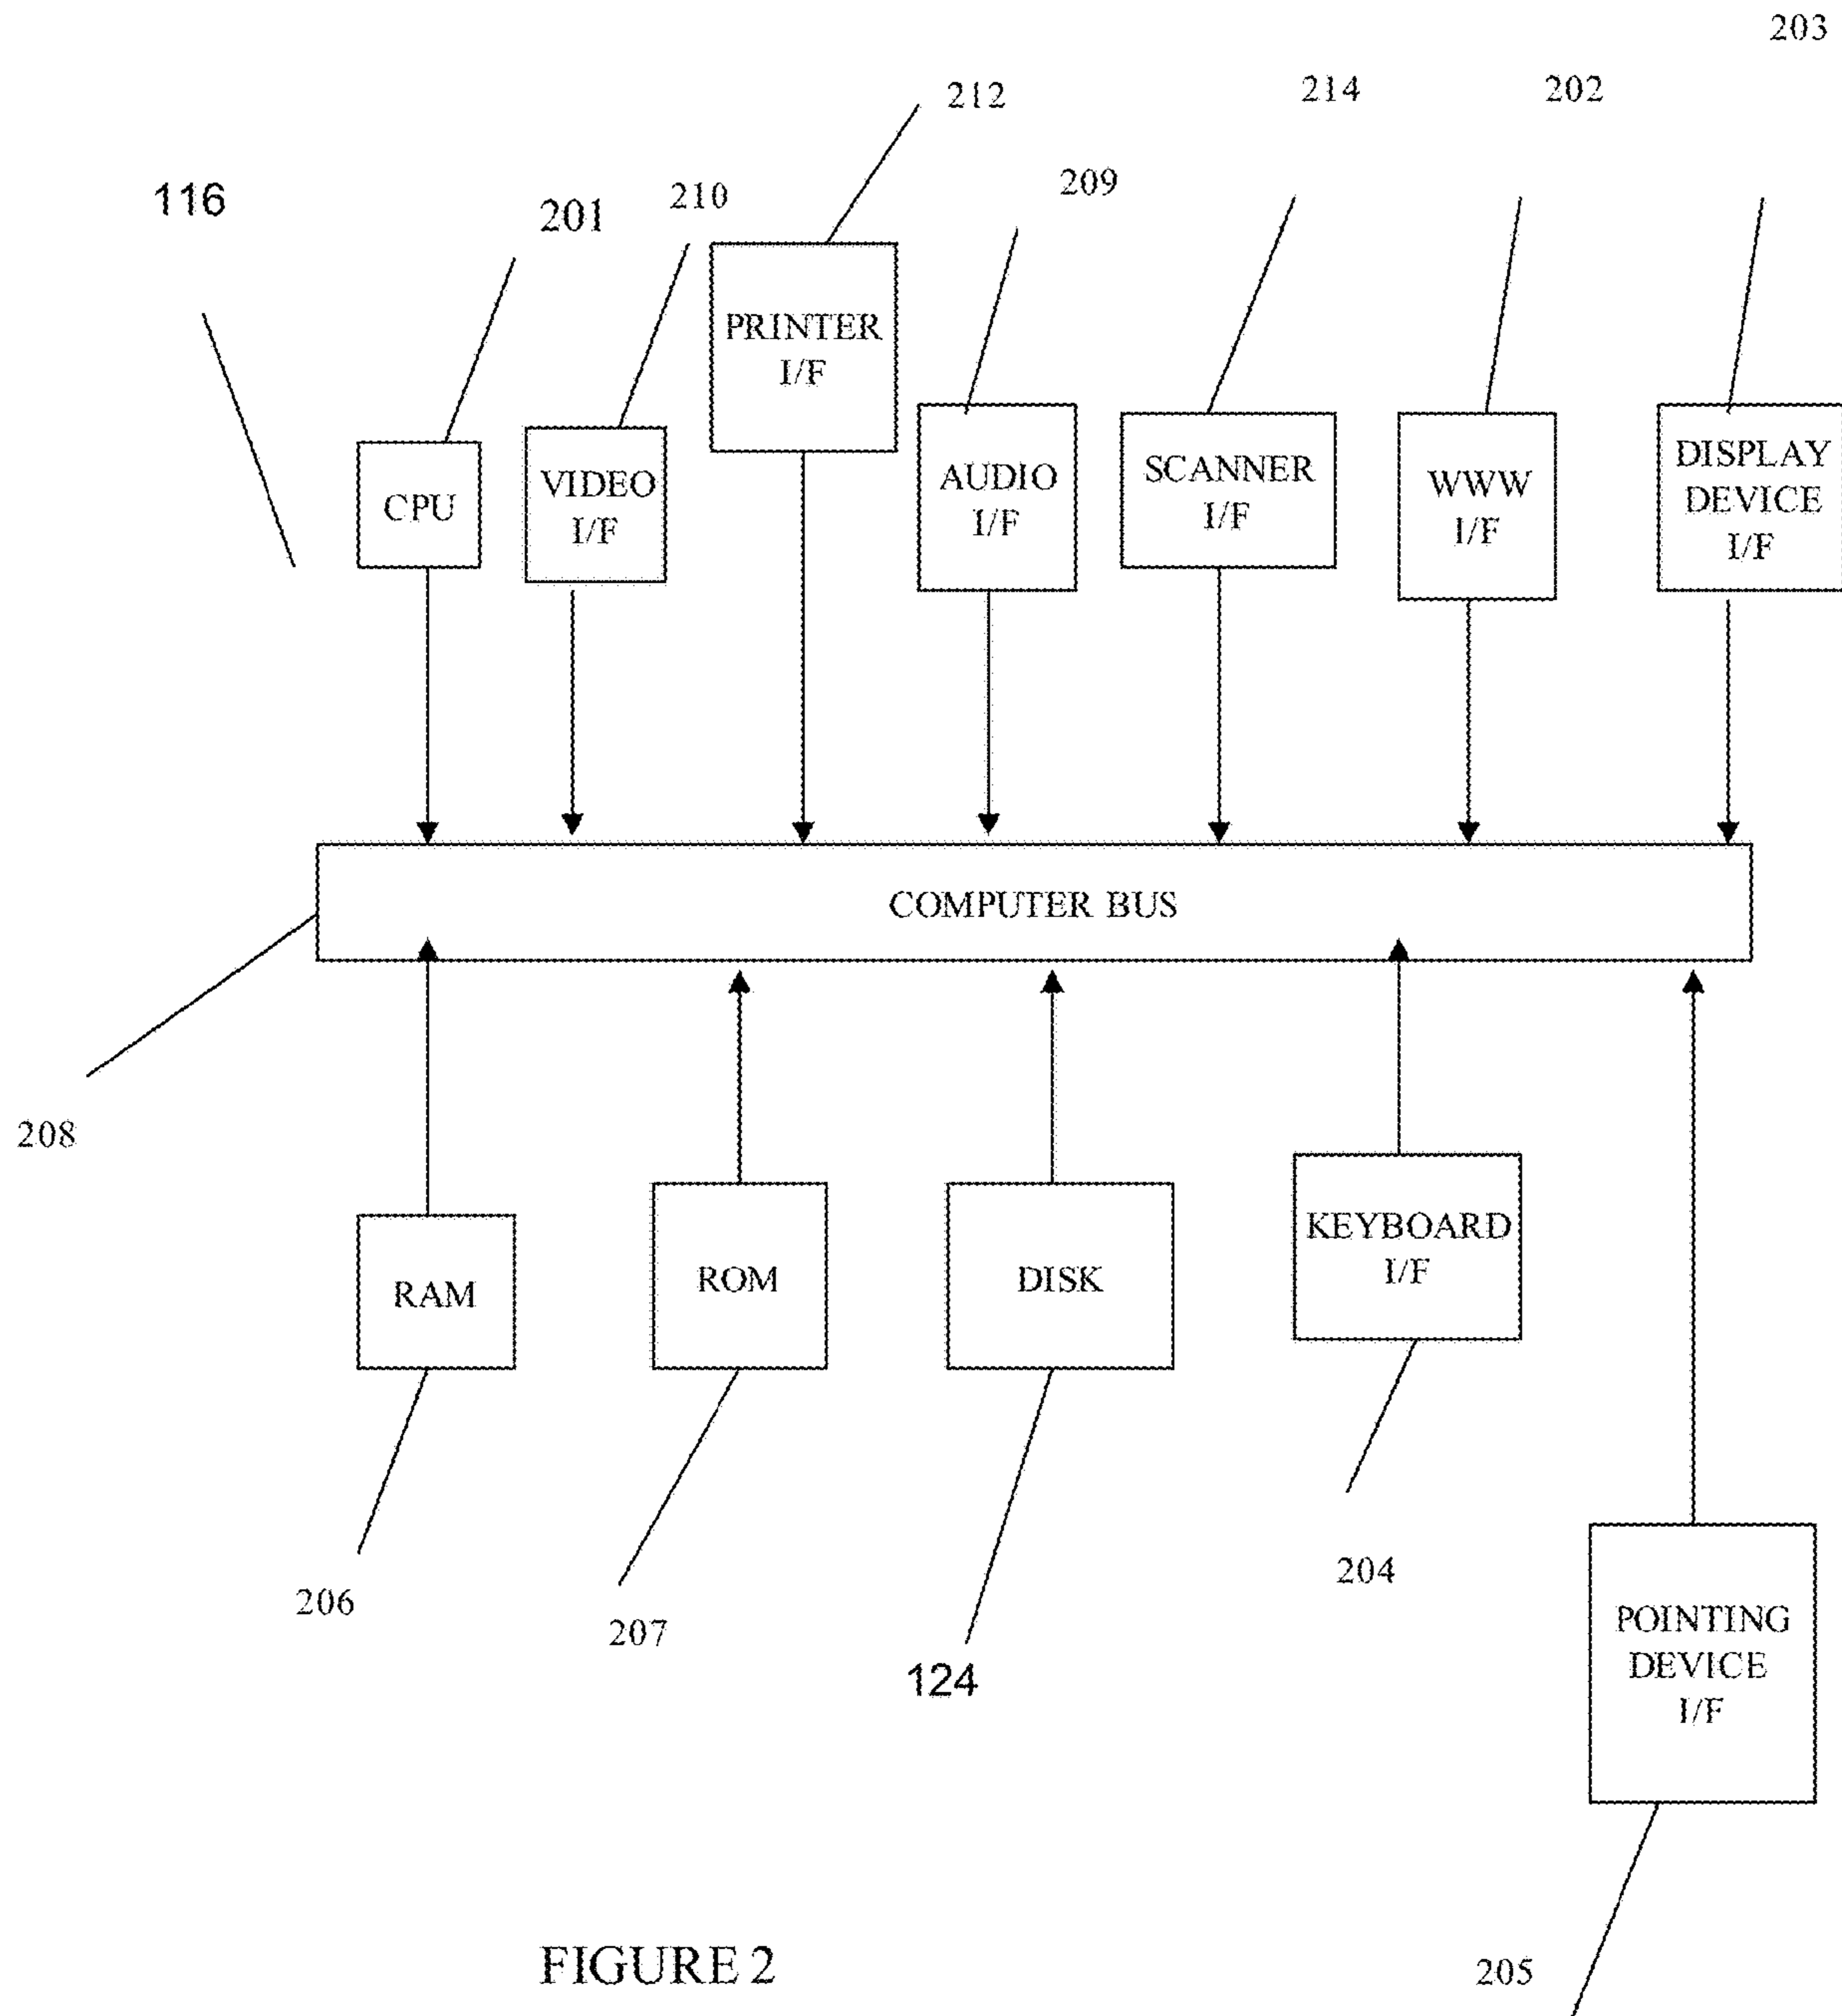 203
212
214
202
116
201
210
209
PRINTER
I/F
CPU
VIDEO
I/F
AUDIO
I/F
SCANNER
I/F
WWW
I/F
DISPLAY
DEVICE
I/F
COMPUTER BUS
208
RAM
ROM
DISK
KEYBOARD
I/F
206
207
124
204
POINTING
DEVICE
I/F
FIGURE 2
205